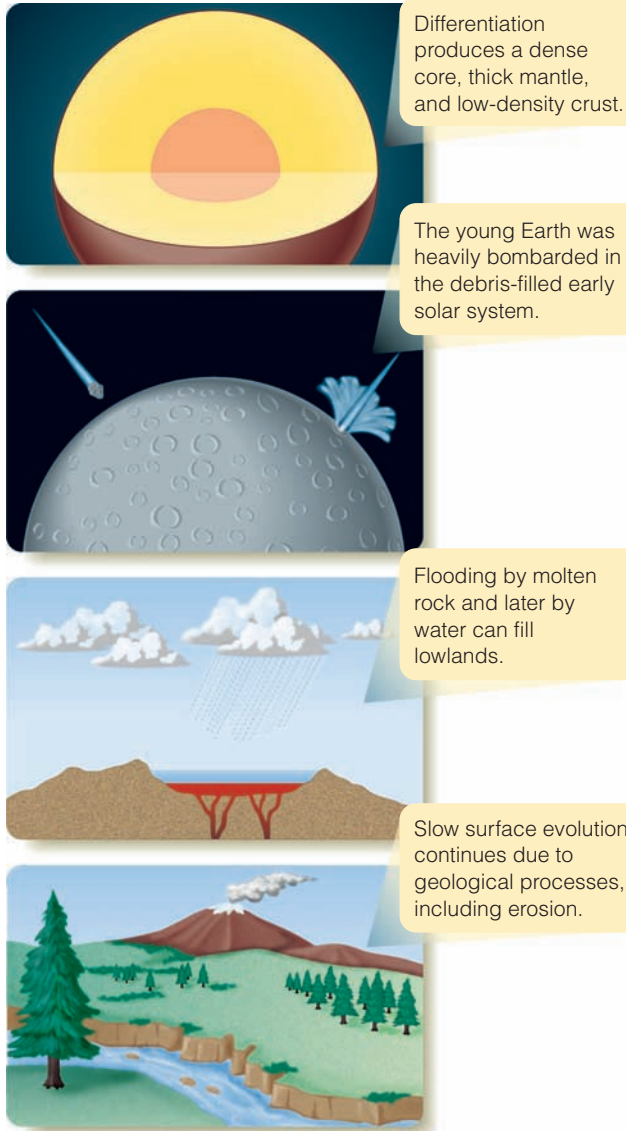 Differentiation
produces a dense
core, thick mantle,
and low-density crust.
The young Earth was
heavily bombarded in
the debris-filled early
solar system.
Flooding by molten
rock and later by
water can fill
lowlands.
Slow surface evolution
continues due to
geological processes,
including erosion.